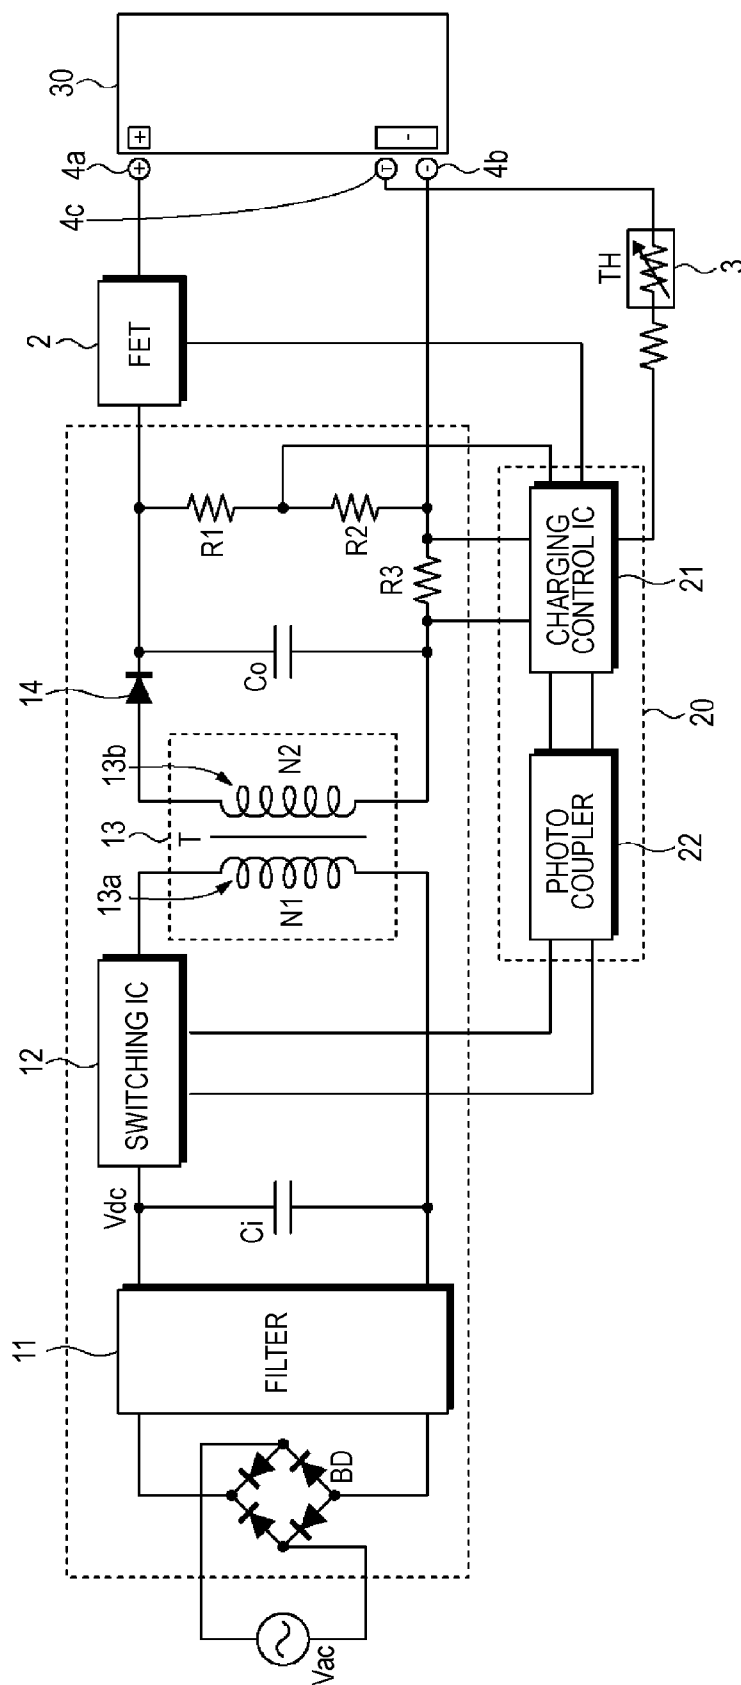 30
+
-
4a
+
4c
T
-
4b
2
FET
TH
3
R1
R2
R3
CHARGING
CONTROL IC
21
14
Co
13b
N2
13
T
13a
N1
20
PHOTO
COUPLER
22
12
SWITCHING IC
Vdc
Ci
11
FILTER
BD
Vac